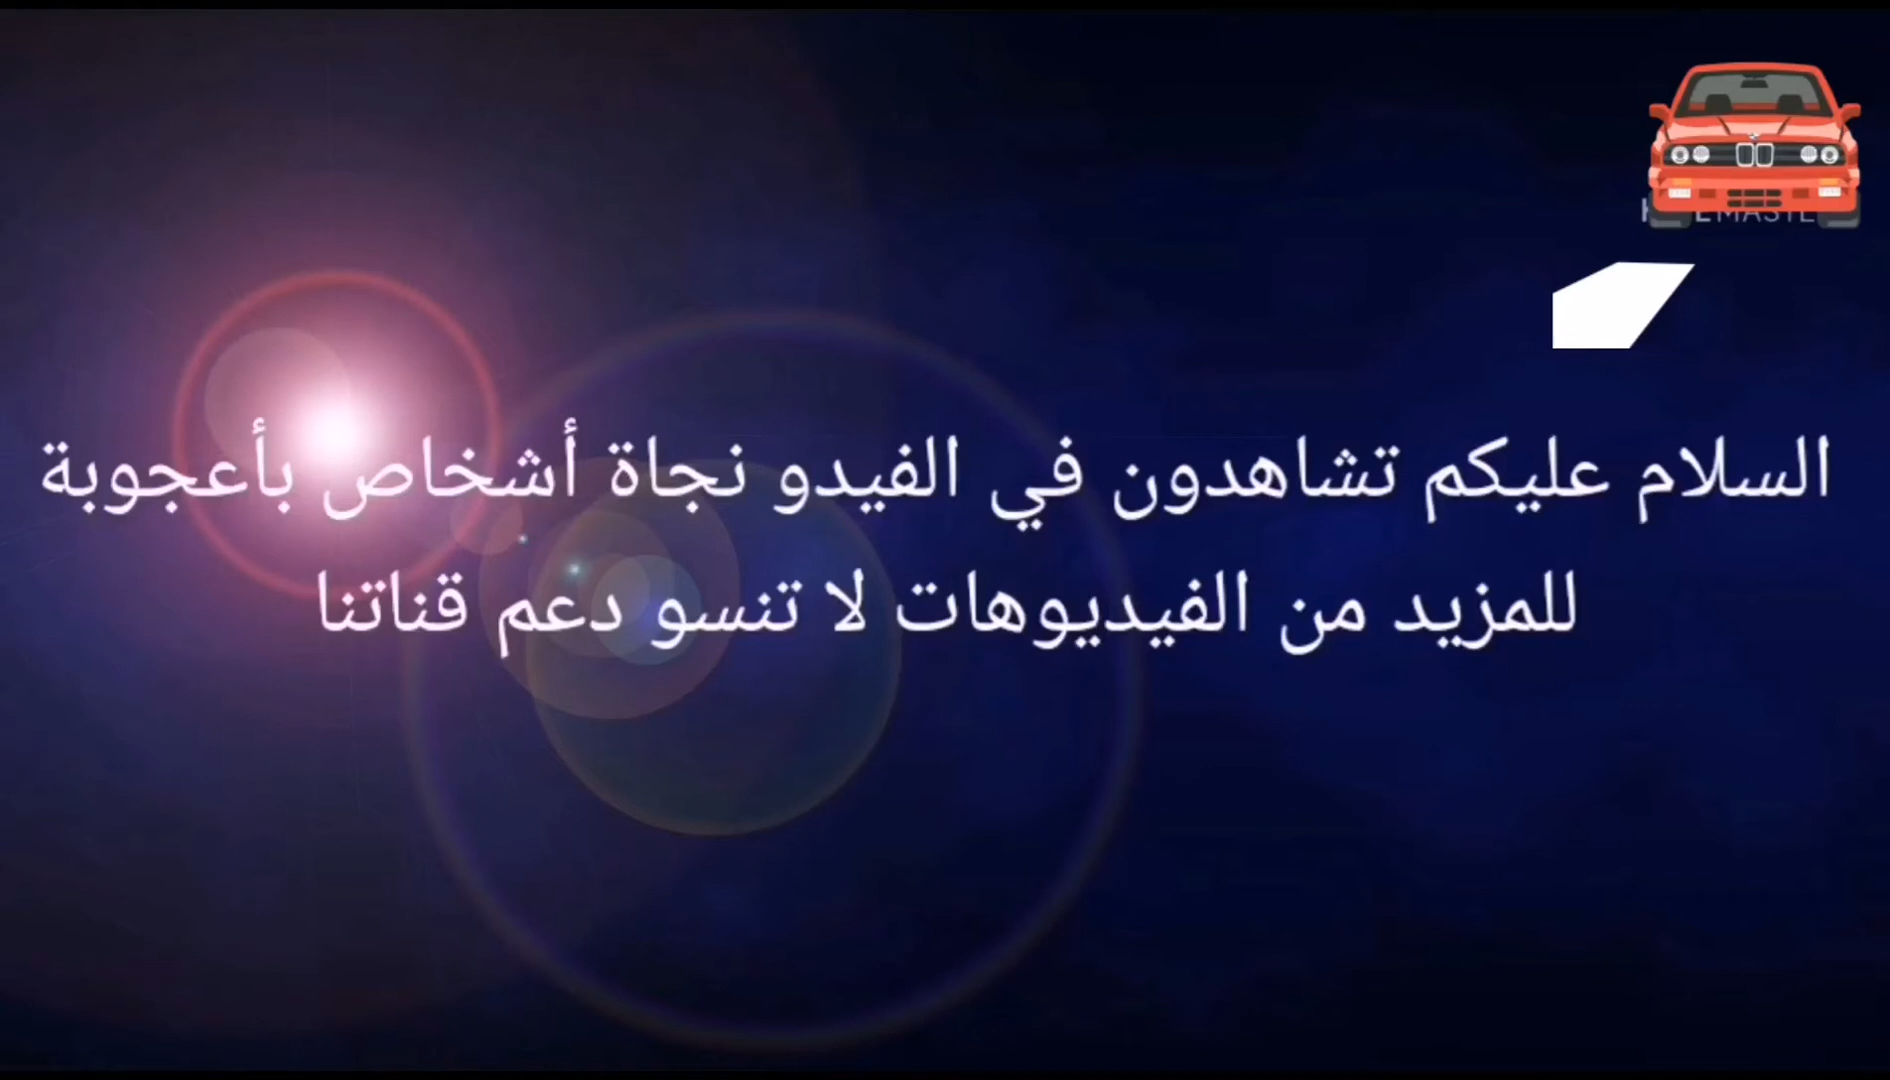 السلام عليكم تشاهدون في الفيدو نجاة أشخاص بأعجوبة
للمزيد من الفيديوهات لا تنسو دعم قناتنا